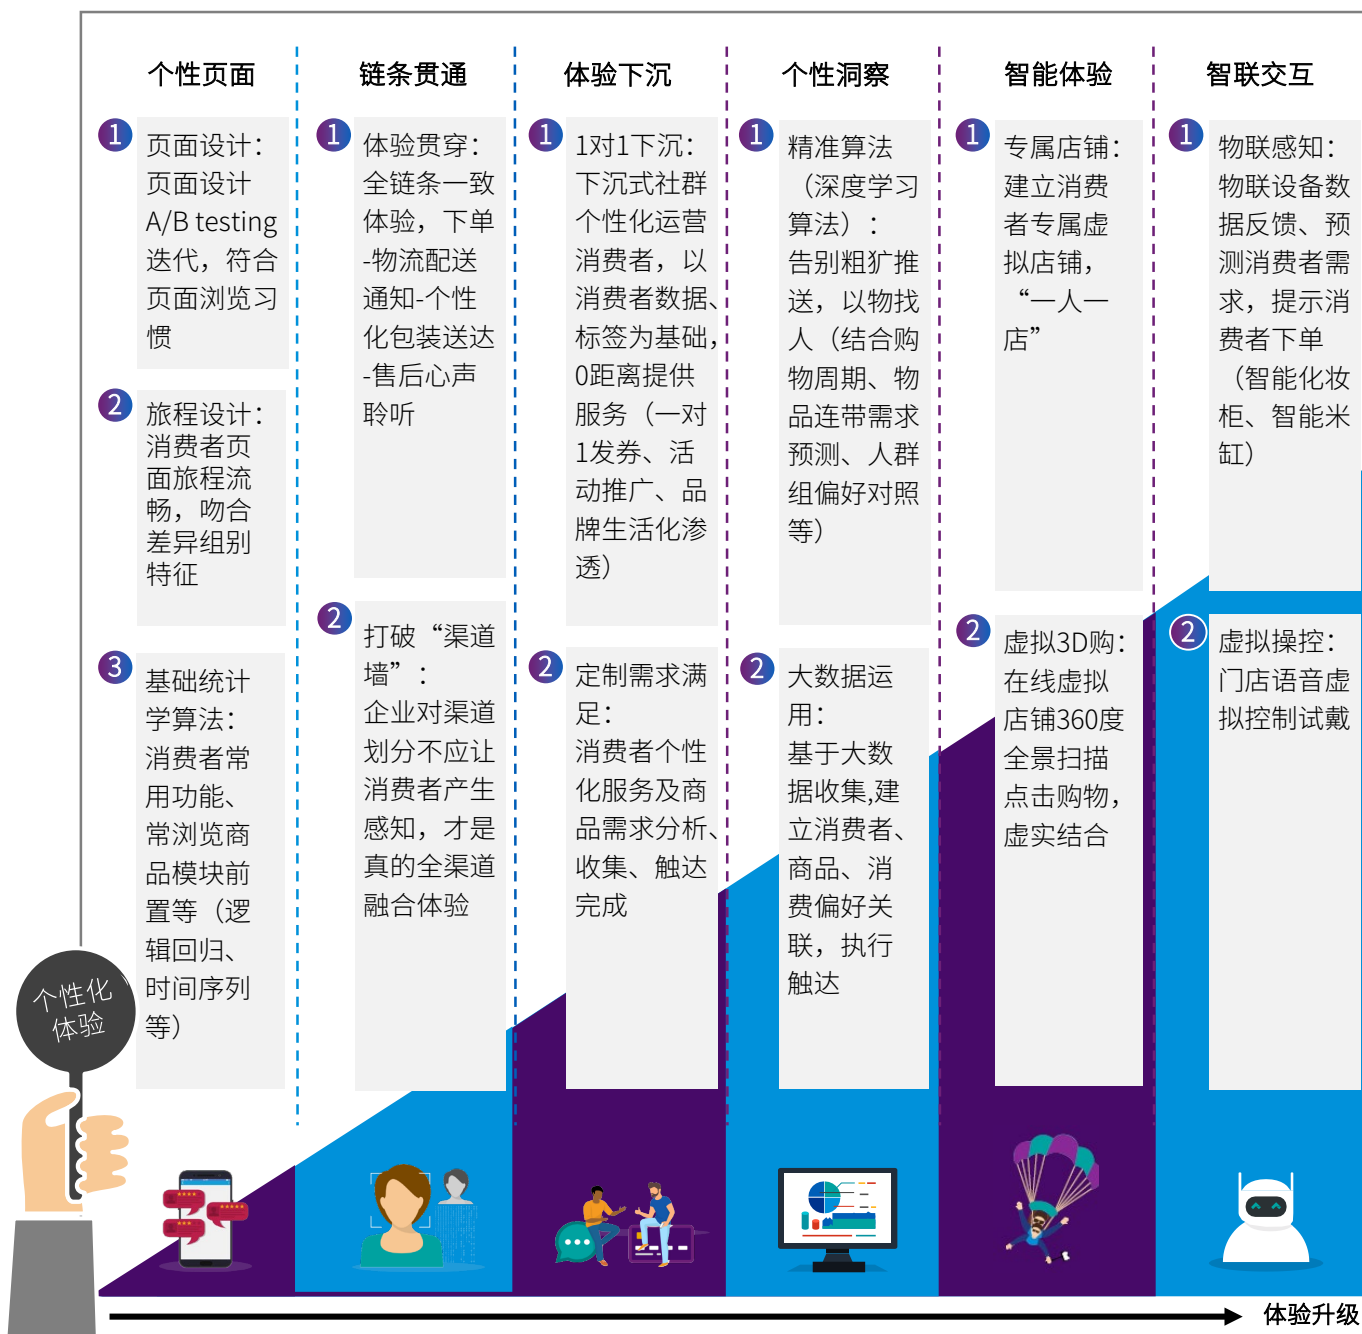 个性页面
1
页面设计：
页面设计
A/B testing
迭代，符合
页面浏览习
惯
2
旅程设计：
消费者页
面旅程流
畅，吻合
差异组别
特征
3
基础统计
学算法：
消费者常
用功能、
常浏览商
品模块前
置等（逻
辑回归、
时间序列
等）
链条贯通
1
体验贯穿：
全链条一致
体验，下单
-物流配送
通知-个性
化包装送达
-售后心声
聆听
2
打破“渠道
墙”：
企业对渠道
划分不应让
消费者产生
感知，才是
真的全渠道
融合体验
体验下沉
1
1对1下沉：
下沉式社群
个性化运营
消费者，以
消费者数据、
标签为基础，
0距离提供
服务（一对
1发券、活
动推广、品
牌生活化渗
透）
2
定制需求满
足：
消费者个性
化服务及商
品需求分析、
收集、触达
完成
个性洞察
1
精准算法
（深度学习
算法）：
告别粗犷推
送，以物找
人（结合购
物周期、物
品连带需求
预测、人群
组偏好对照
等）
2
大数据运
用：
基于大数
据收集,建
立消费者、
商品、消
费偏好关
联，执行
触达
智能体验
1
专属店铺：
建立消费
者专属虚
拟店铺，
“一人一
店”
2
虚拟3D购：
在线虚拟
店铺360度
全景扫描
点击购物，
虚实结合
智联交互
1
物联感知：
物联设备数
据反馈、预
测消费者需
求，提示消
费者下单
（智能化妆
柜、智能米
缸）
2
虚拟操控：
门店语音虚
拟控制试戴
个性化
体验
体验升级